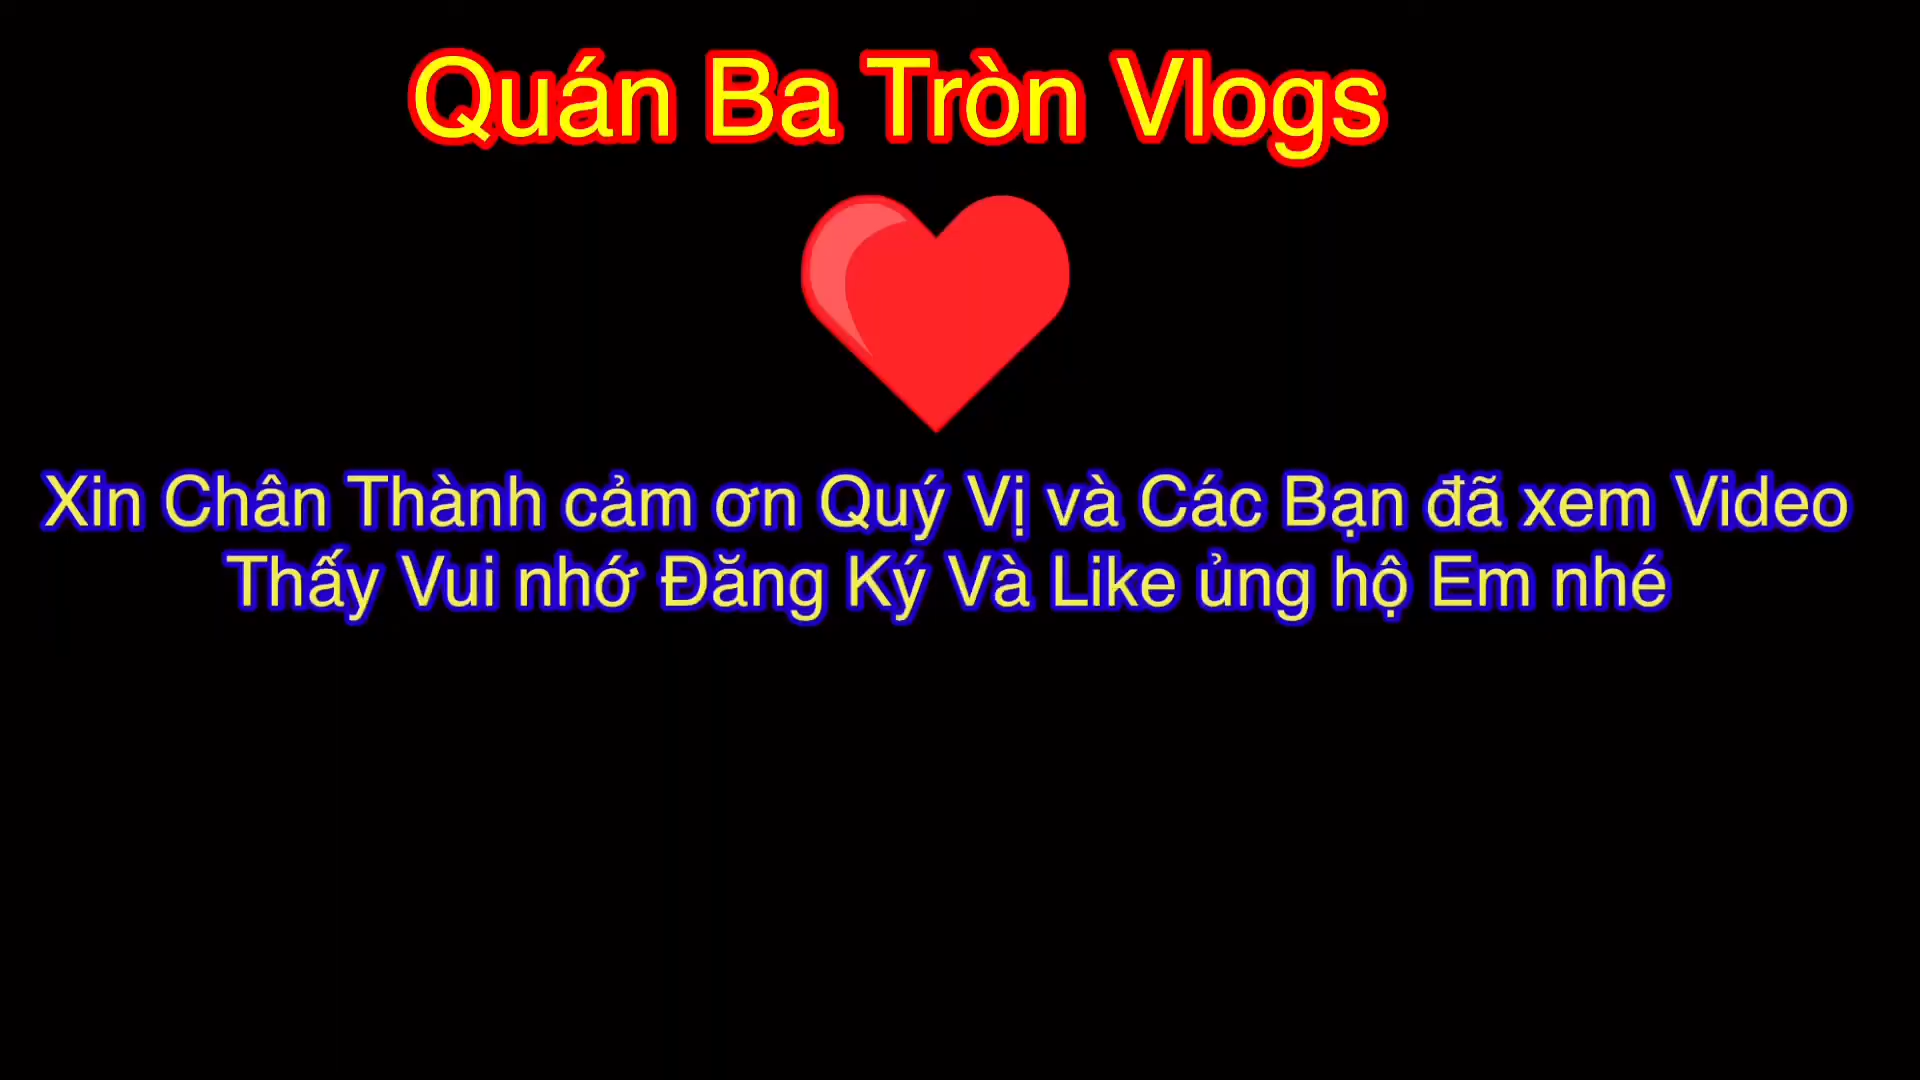 Quán Ba Tròn Vlogs
Xin Chân Thành cảm ơn Quý Vị và Các Bạn đã xem Video
Thấy Vui nhớ Đăng Ký Và Like ủng hộ Em nhé